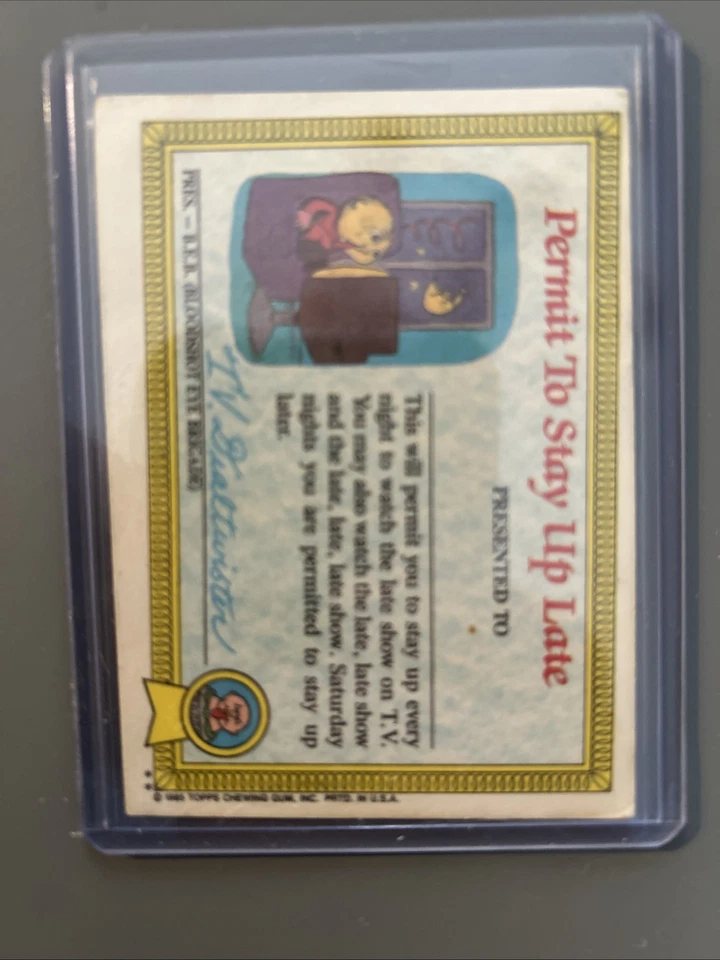 Permit To Stay Up Late
PRESENTED TO
This will permit you to stay up every
night to watch the late show on T.V.
You may also watch the late, late show
and the late, late, late show. Saturday
nights you are permitted to stay up
later.
T.V. Dialtwister
PRES. — B.E.B. (BLOODSHOT EYE BRIGADE)
** © 1985 TOPPS CHEWING GUM, INC. PRTD. IN U.S.A.